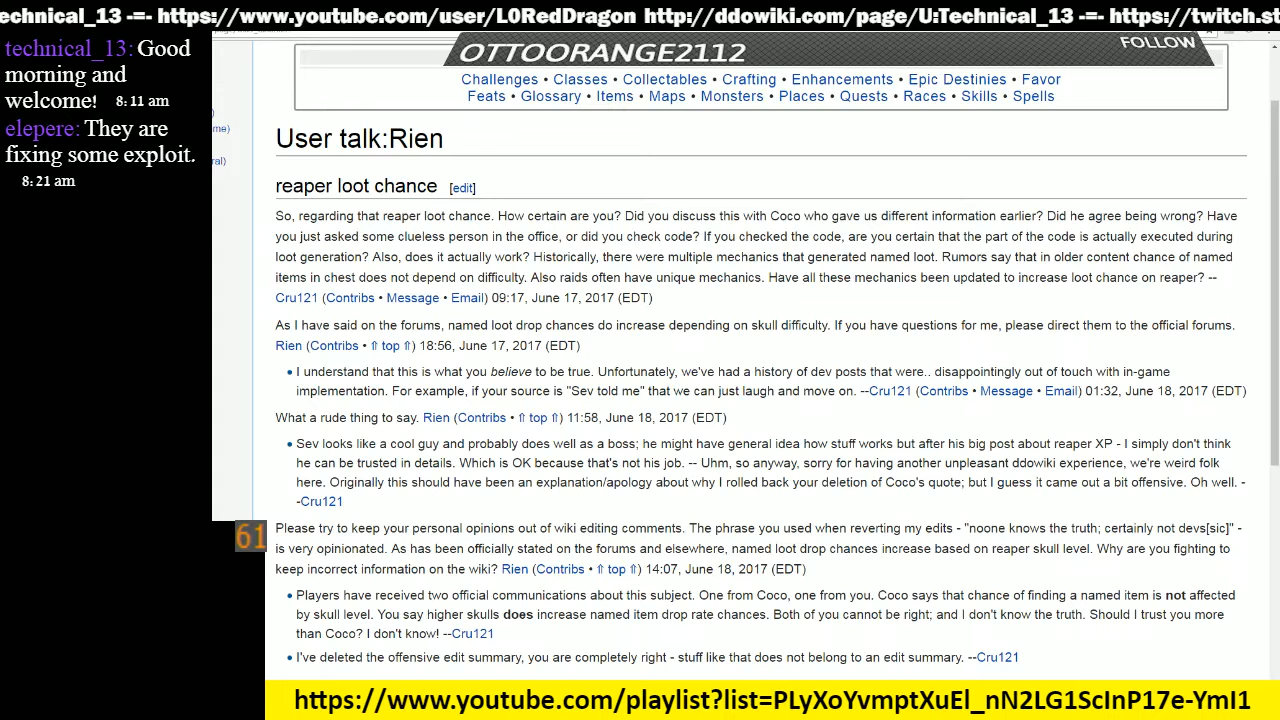 echnical_13 -=- https://www.youtube.com/user/L0RedDragon http://ddowiki.com/page/U:Technical_13 -=- https://twitch.st
technical_13: Good
morning and
welcome! 8:11 am
elepere: They are
fixing some exploit.
8:21 am
me)
ral)
OTTOORANGE2112
FOLLOW
Challenges • Classes • Collectables • Crafting • Enhancements • Epic Destinies • Favor
Feats • Glossary • Items • Maps • Monsters • Places • Quests • Races • Skills • Spells
User talk:Rien
reaper loot chance [edit]
So, regarding that reaper loot chance. How certain are you? Did you discuss this with Coco who gave us different information earlier? Did he agree being wrong? Have
you just asked some clueless person in the office, or did you check code? If you checked the code, are you certain that the part of the code is actually executed during
loot generation? Also, does it actually work? Historically, there were multiple mechanics that generated named loot. Rumors say that in older content chance of named
items in chest does not depend on difficulty. Also raids often have unique mechanics. Have all these mechanics been updated to increase loot chance on reaper? --
Cru121 (Contribs • Message • Email) 09:17, June 17, 2017 (EDT)
As I have said on the forums, named loot drop chances do increase depending on skull difficulty. If you have questions for me, please direct them to the official forums.
Rien (Contribs • ⇑ top ⇑) 18:56, June 17, 2017 (EDT)
• I understand that this is what you believe to be true. Unfortunately, we've had a history of dev posts that were.. disappointingly out of touch with in-game
implementation. For example, if your source is "Sev told me" that we can just laugh and move on. --Cru121 (Contribs • Message • Email) 01:32, June 18, 2017 (EDT)
What a rude thing to say. Rien (Contribs • ⇑ top ⇑) 11:58, June 18, 2017 (EDT)
• Sev looks like a cool guy and probably does well as a boss; he might have general idea how stuff works but after his big post about reaper XP - I simply don't think
he can be trusted in details. Which is OK because that's not his job. -- Uhm, so anyway, sorry for having another unpleasant ddowiki experience, we're weird folk
here. Originally this should have been an explanation/apology about why I rolled back your deletion of Coco's quote; but I guess it came out a bit offensive. Oh well. -
-Cru121
61
Please try to keep your personal opinions out of wiki editing comments. The phrase you used when reverting my edits - "noone knows the truth; certainly not devs[sic]" -
is very opinionated. As has been officially stated on the forums and elsewhere, named loot drop chances increase based on reaper skull level. Why are you fighting to
keep incorrect information on the wiki? Rien (Contribs • ⇑ top ⇑) 14:07, June 18, 2017 (EDT)
• Players have received two official communications about this subject. One from Coco, one from you. Coco says that chance of finding a named item is not affected
by skull level. You say higher skulls does increase named item drop rate chances. Both of you cannot be right; and I don't know the truth. Should I trust you more
than Coco? I don't know! --Cru121
• I've deleted the offensive edit summary, you are completely right - stuff like that does not belong to an edit summary. --Cru121
https://www.youtube.com/playlist?list=PLyXoYvmptXuEl_nN2LG1ScInP17e-YmI1